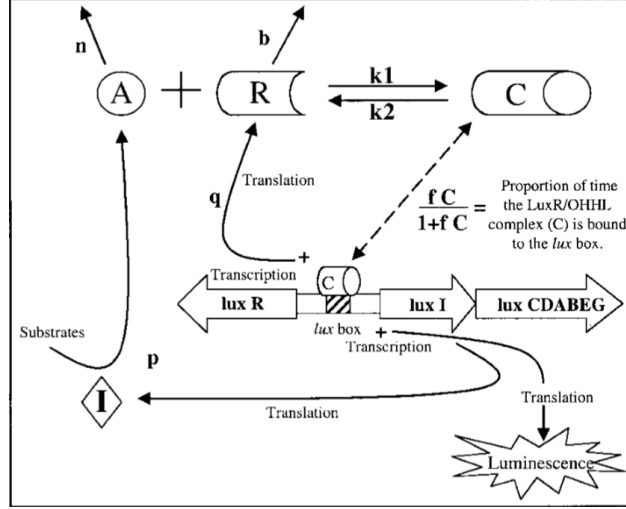 n
b
A + R
k1
k2
C
q
Translation
f C
1+f C
=
Proportion of time
the LuxR/OHHL
complex (C) is bound
to the lux box.
+
Transcription
C
lux R
lux I
lux CDABEG
lux box
+
Transcription
Substrates
p
I
Translation
Translation
Luminescence